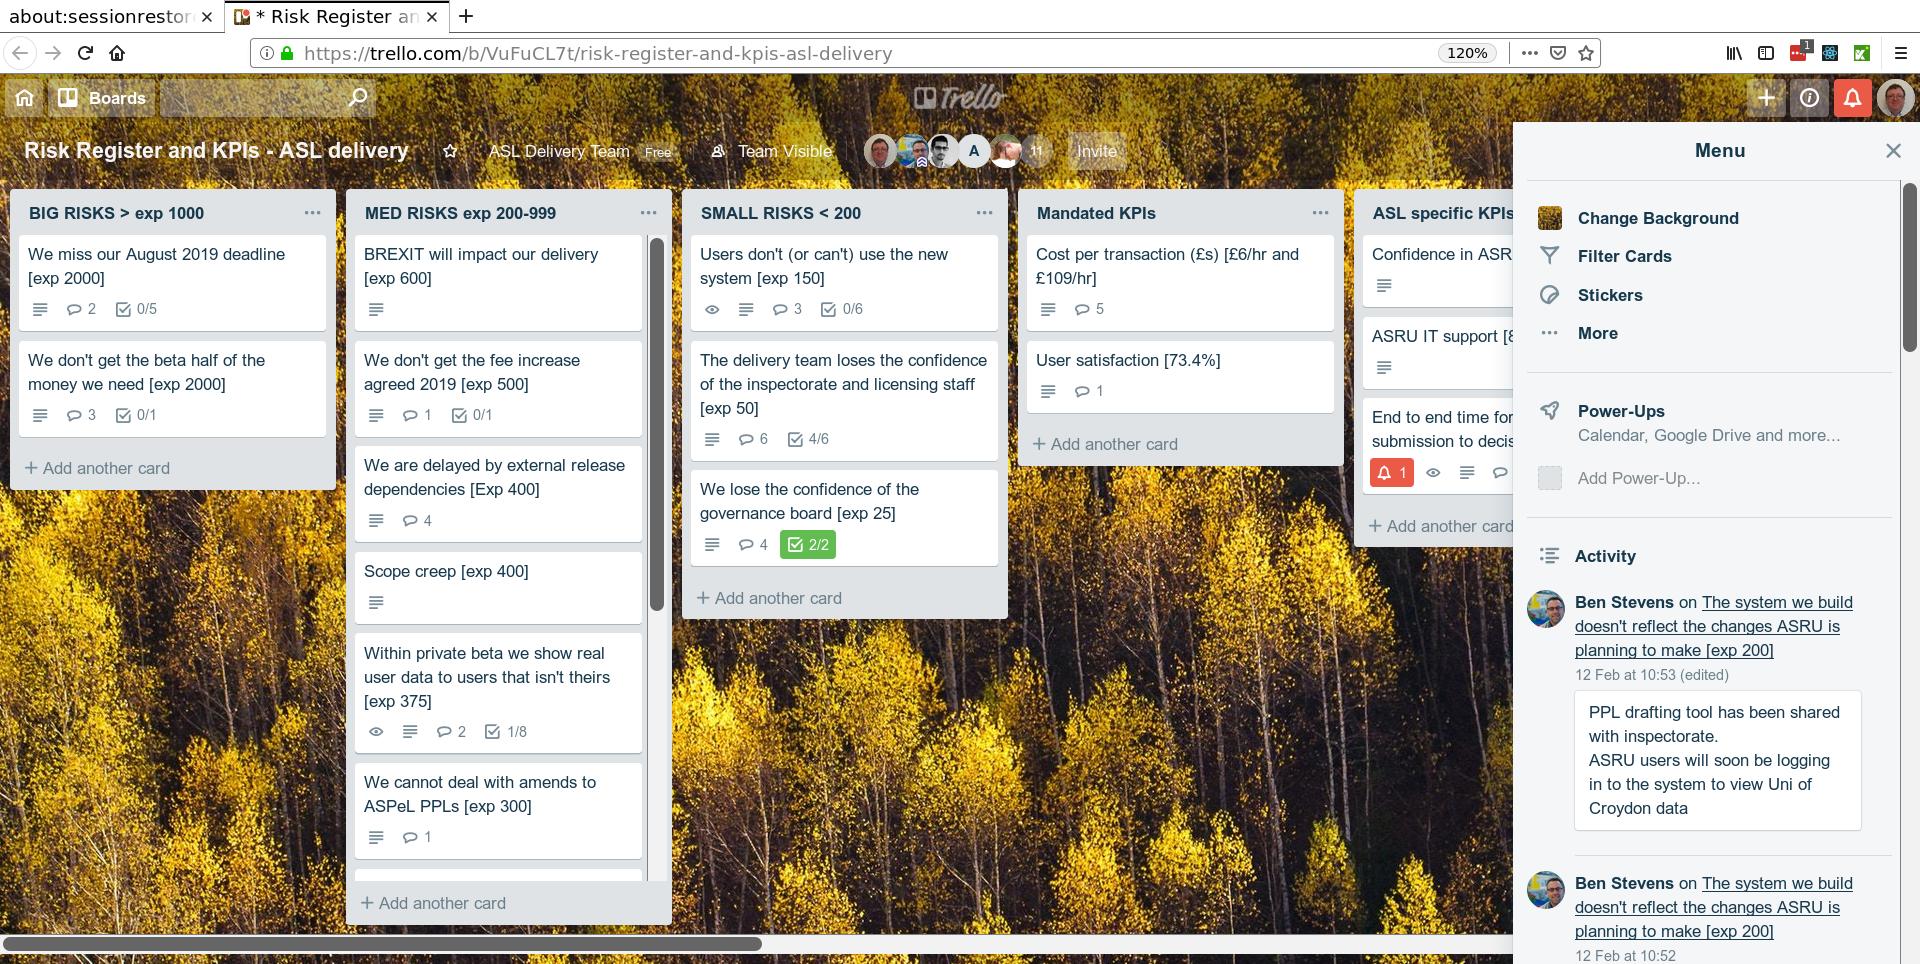 about:sessionrestor
* Risk Register an
https://trello.com/b/VuFuCL7t/risk-register-and-kpis-asl-delivery
120%
1
Boards
Trello
Risk Register and KPIs - ASL delivery
ASL Delivery Team Free
Team Visible
A
11
Invite
BIG RISKS > exp 1000
We miss our August 2019 deadline
[exp 2000]
2 0/5
We don't get the beta half of the
money we need [exp 2000]
3 0/1
+ Add another card
MED RISKS exp 200-999
BREXIT will impact our delivery
[exp 600]
We don't get the fee increase
agreed 2019 [exp 500]
1 0/1
We are delayed by external release
dependencies [Exp 400]
4
Scope creep [exp 400]
Within private beta we show real
user data to users that isn't theirs
[exp 375]
2 1/8
We cannot deal with amends to
ASPeL PPLs [exp 300]
1
+ Add another card
SMALL RISKS < 200
Users don't (or can't) use the new
system [exp 150]
3 0/6
The delivery team loses the confidence
of the inspectorate and licensing staff
[exp 50]
6 4/6
We lose the confidence of the
governance board [exp 25]
4 2/2
+ Add another card
Mandated KPIs
Cost per transaction (£s) [£6/hr and
£109/hr]
5
User satisfaction [73.4%]
1
+ Add another card
ASL specific KPIs
Confidence in ASR
ASRU IT support [8
End to end time for
submission to decis
1
+ Add another card
Menu
Change Background
Filter Cards
Stickers
More
Power-Ups
Calendar, Google Drive and more...
Add Power-Up...
Activity
Ben Stevens on The system we build
doesn't reflect the changes ASRU is
planning to make [exp 200]
12 Feb at 10:53 (edited)
PPL drafting tool has been shared
with inspectorate.
ASRU users will soon be logging
in to the system to view Uni of
Croydon data
Ben Stevens on The system we build
doesn't reflect the changes ASRU is
planning to make [exp 200]
12 Feb at 10:52